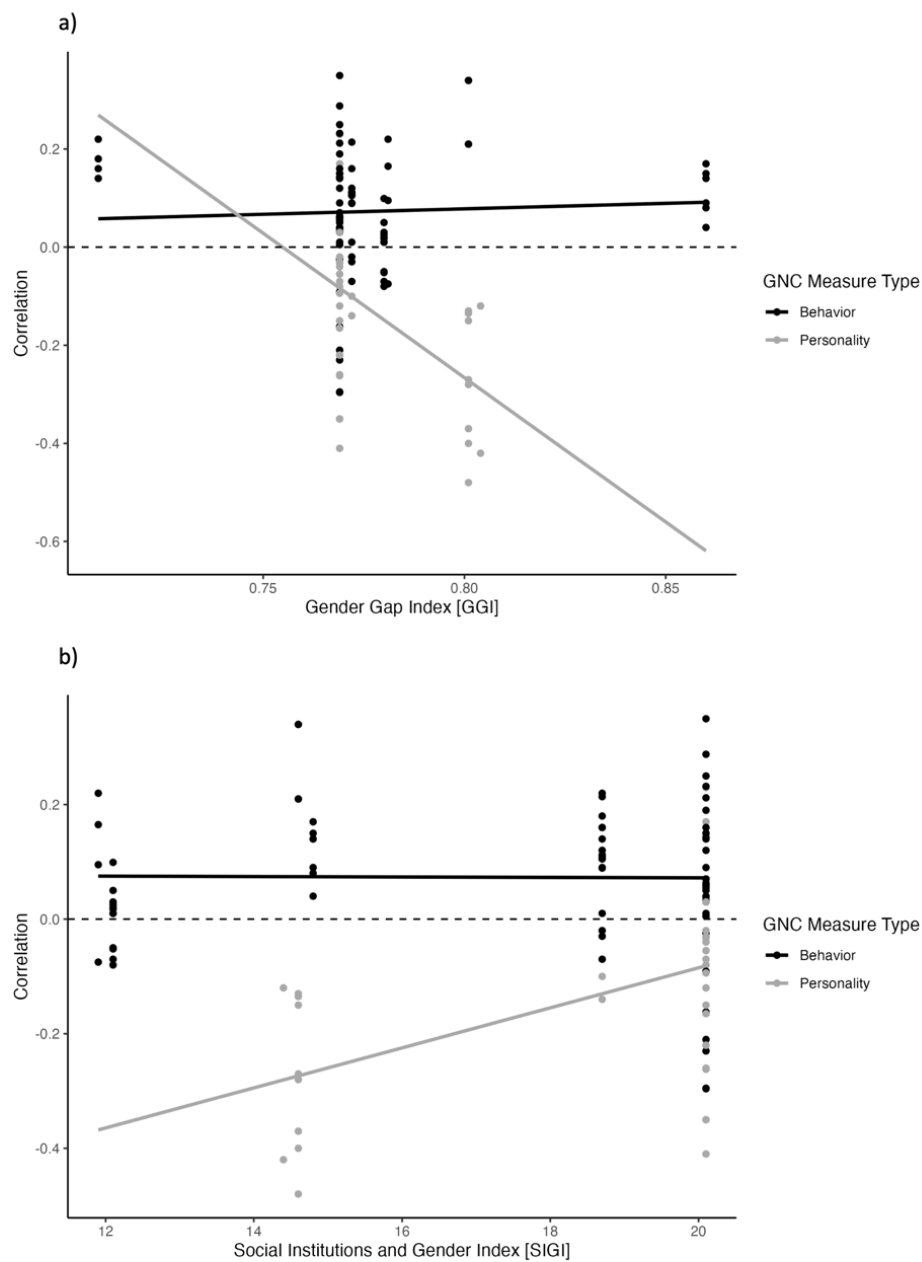 a)
0.2
0.0
-0.2
-0.4
-0.6
Correlation
0.75
0.80
0.85
Gender Gap Index [GGI]
GNC Measure Type
Behavior
Personality
b)
0.2
0.0
-0.2
-0.4
Correlation
12
14
16
18
20
Social Institutions and Gender Index [SIGI]
GNC Measure Type
Behavior
Personality